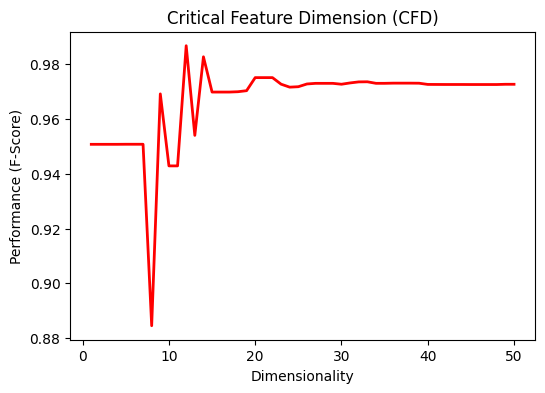 Critical Feature Dimension (CFD)
Performance (F-Score)
0.98
0.96
0.94
0.92
0.90
0.88
0 10 20 30 40 50
Dimensionality